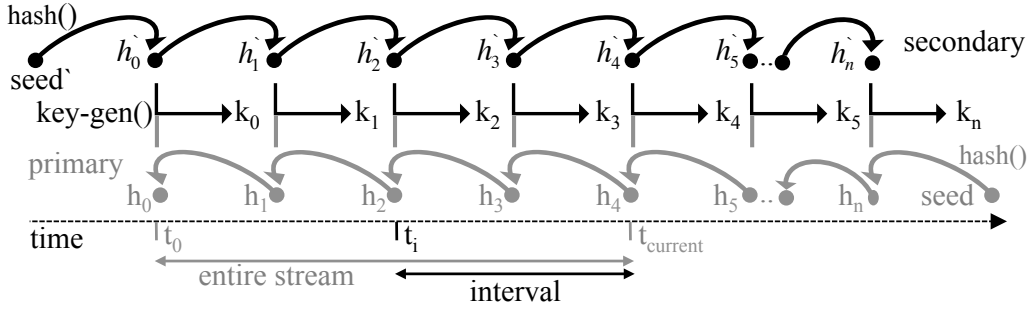 hash()
seed` h`0 h`1 h`2 h`3 h`4 h`5 .. h`n secondary
key-gen() k0 k1 k2 k3 k4 k5 kn
primary hash()
h0 h1 h2 h3 h4 h5 .. hn seed
time t0 ti tcurrent
entire stream
interval